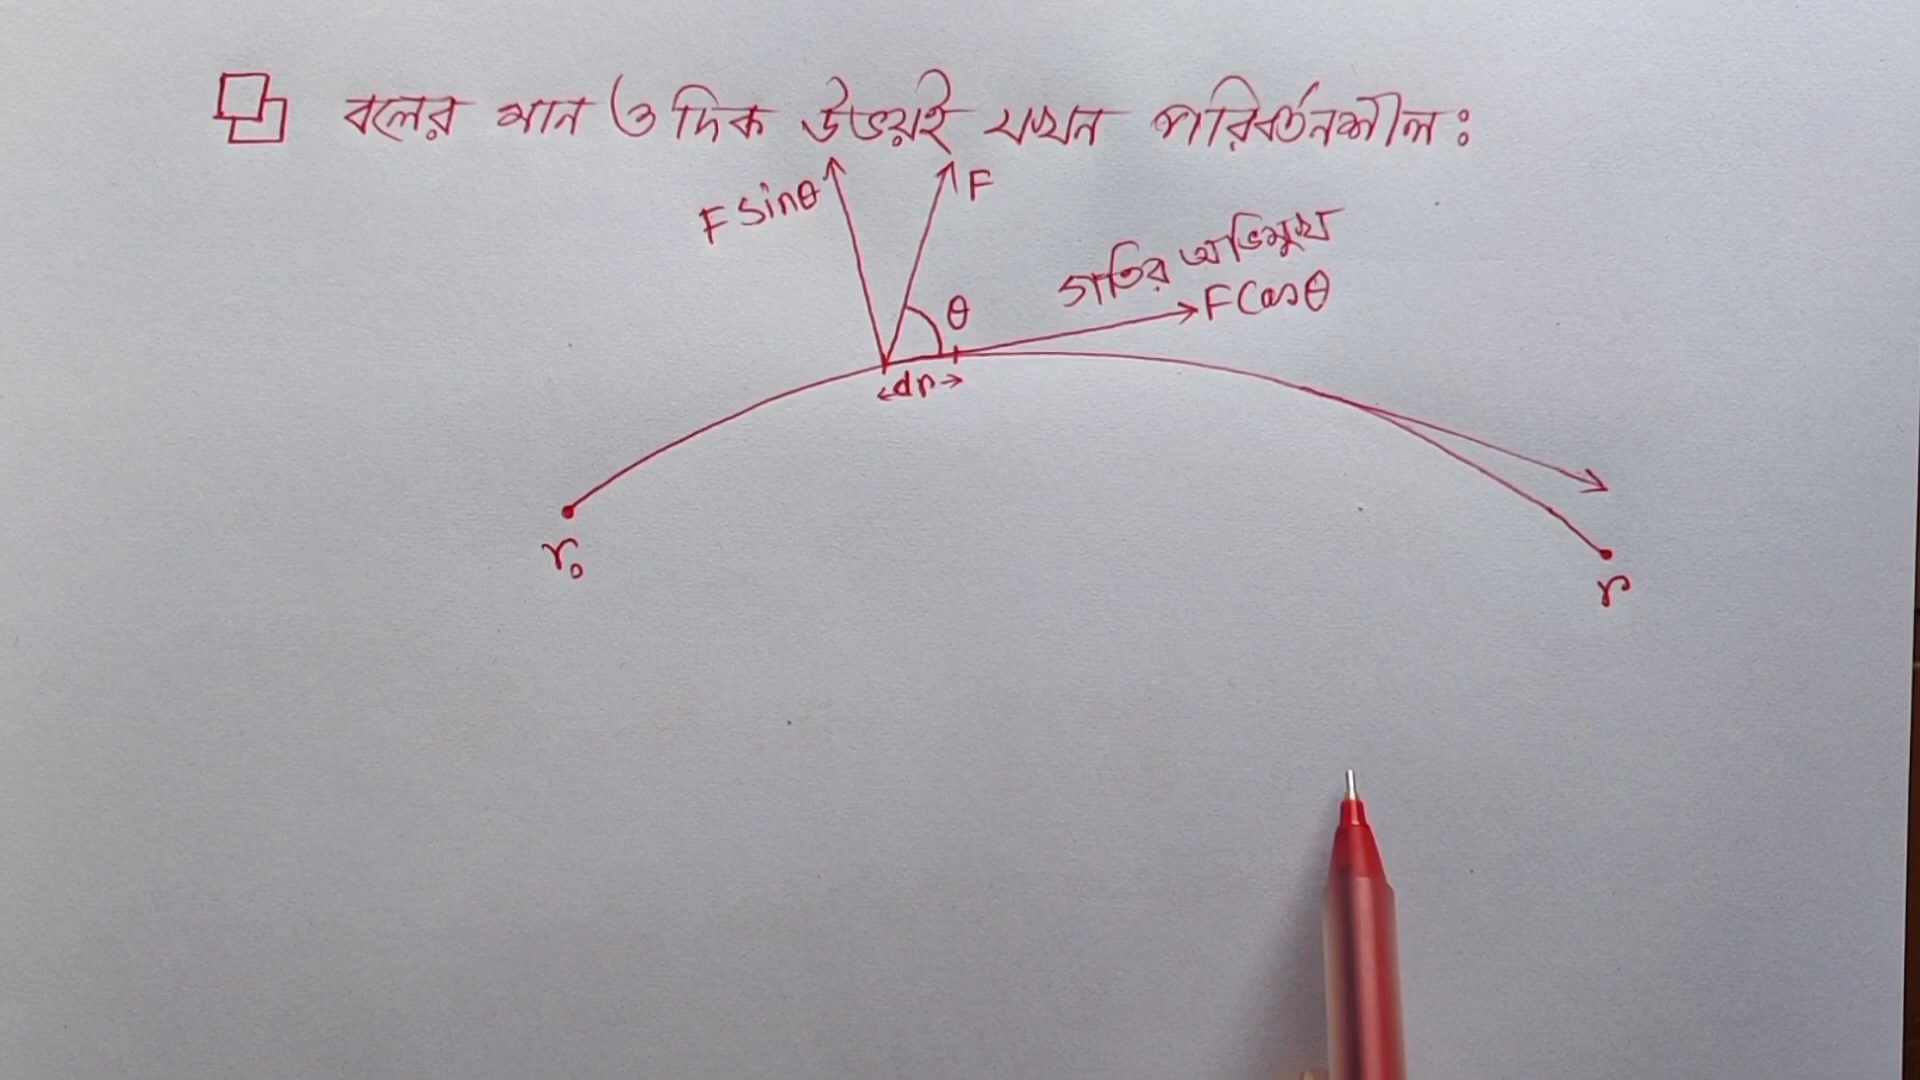 বলের মান ও দিক উভয়ই যখন পরিবর্তনশীল:
F sinθ
F
গতির অভিমুখ
F Cosθ
θ
dr
r₀
r